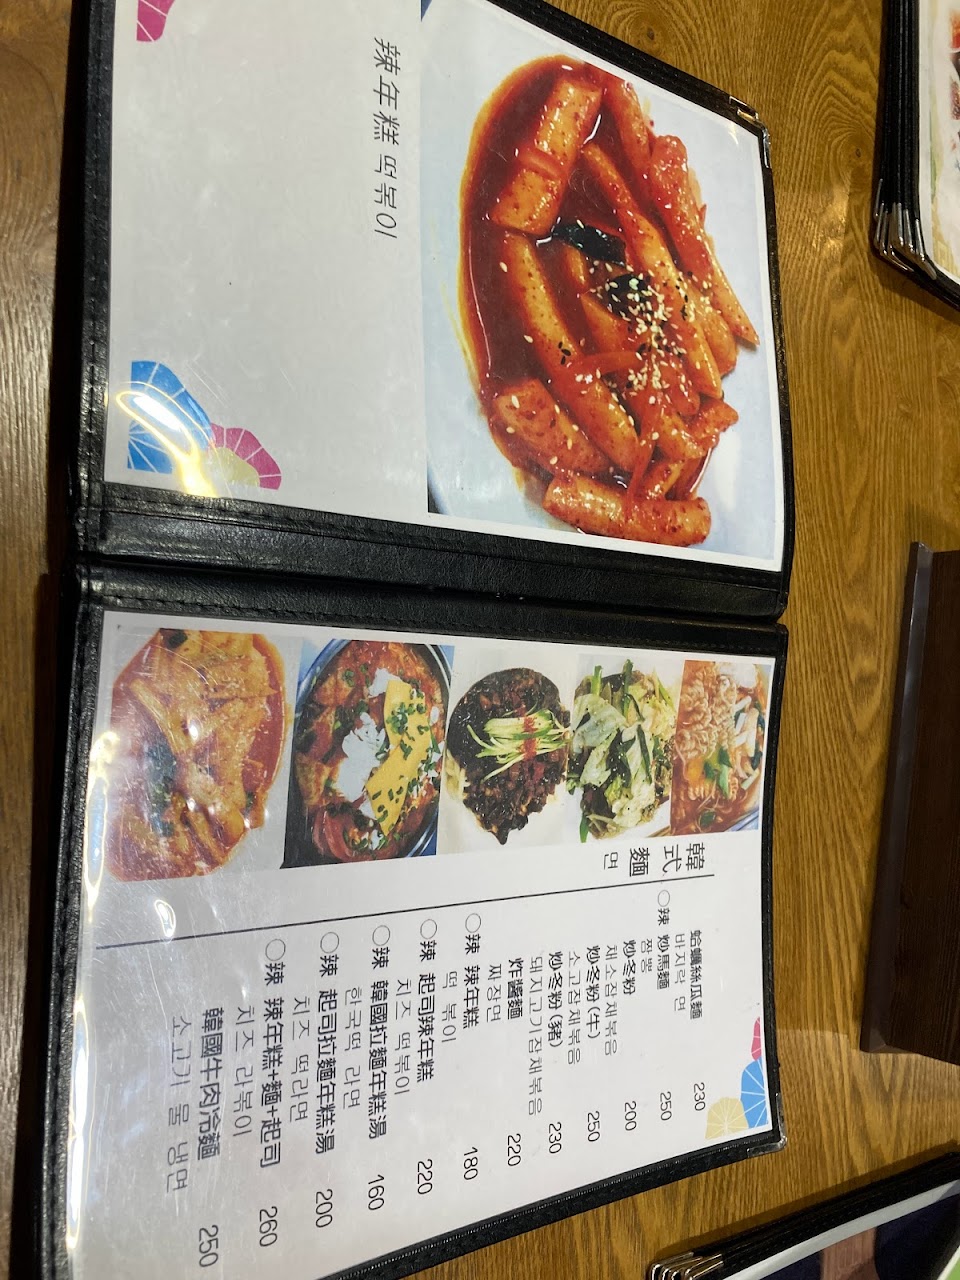 辣年糕 떡볶이
韓式麵 면
蛤蠣絲瓜麵 230
바지락 면
○辣 炒馬麵 250
짬뽕
炒冬粉 200
채소잡채볶음
炒冬粉(牛) 250
소고잡채볶음
炒冬粉(豬) 230
돼지고기잡채볶음
炸醬麵 220
짜장면
○辣 辣年糕 180
떡볶이
○辣 起司辣年糕 220
치즈 떡볶이
○辣 韓國拉麵年糕湯 160
한국떡 라면
○辣 起司拉麵年糕湯 200
치즈 떡라면
○辣 辣年糕+麵+起司 260
치즈 라볶이
韓國牛肉冷麵 250
소고기 물 냉면